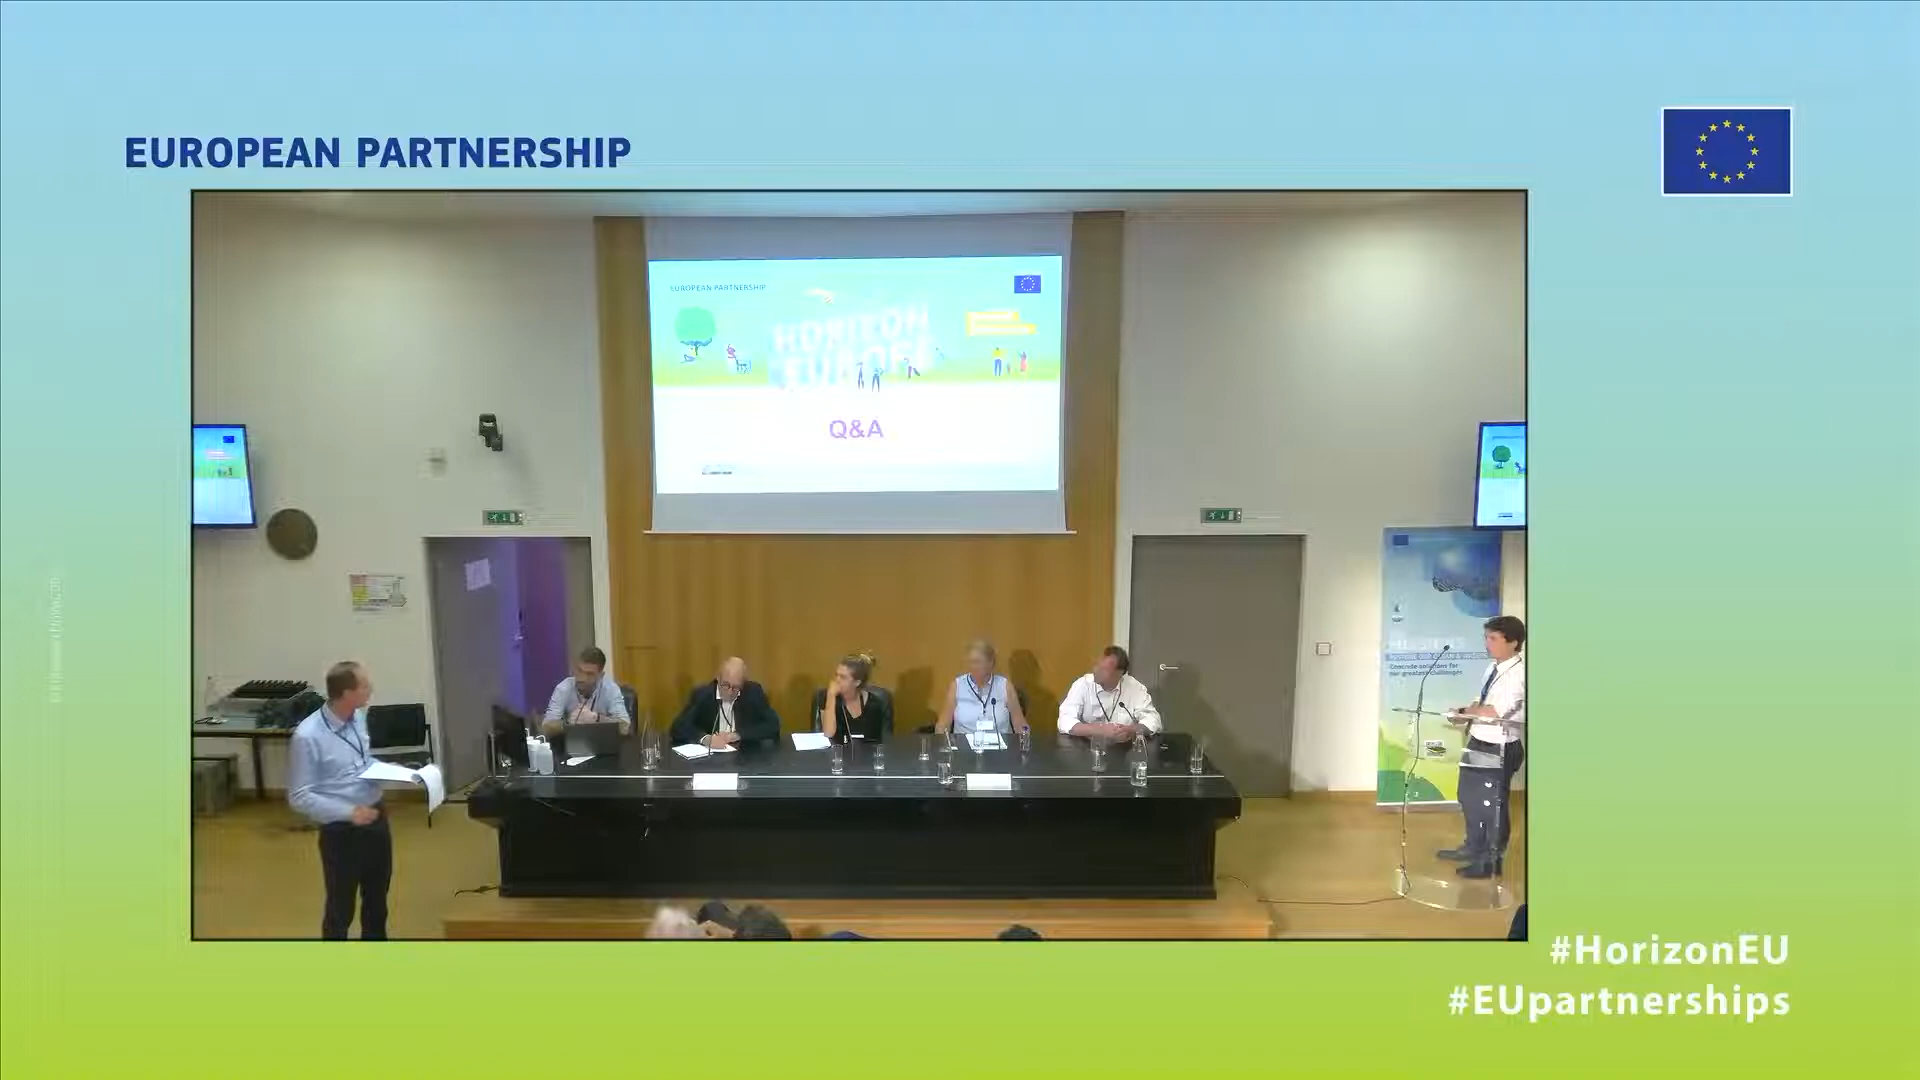 EUROPEAN PARTNERSHIP
EUROPEAN PARTNERSHIP
HORIZON
EUROPE
Q&A
Concrete solutions for
our greatest challenges
#HorizonEU
#EUpartnerships